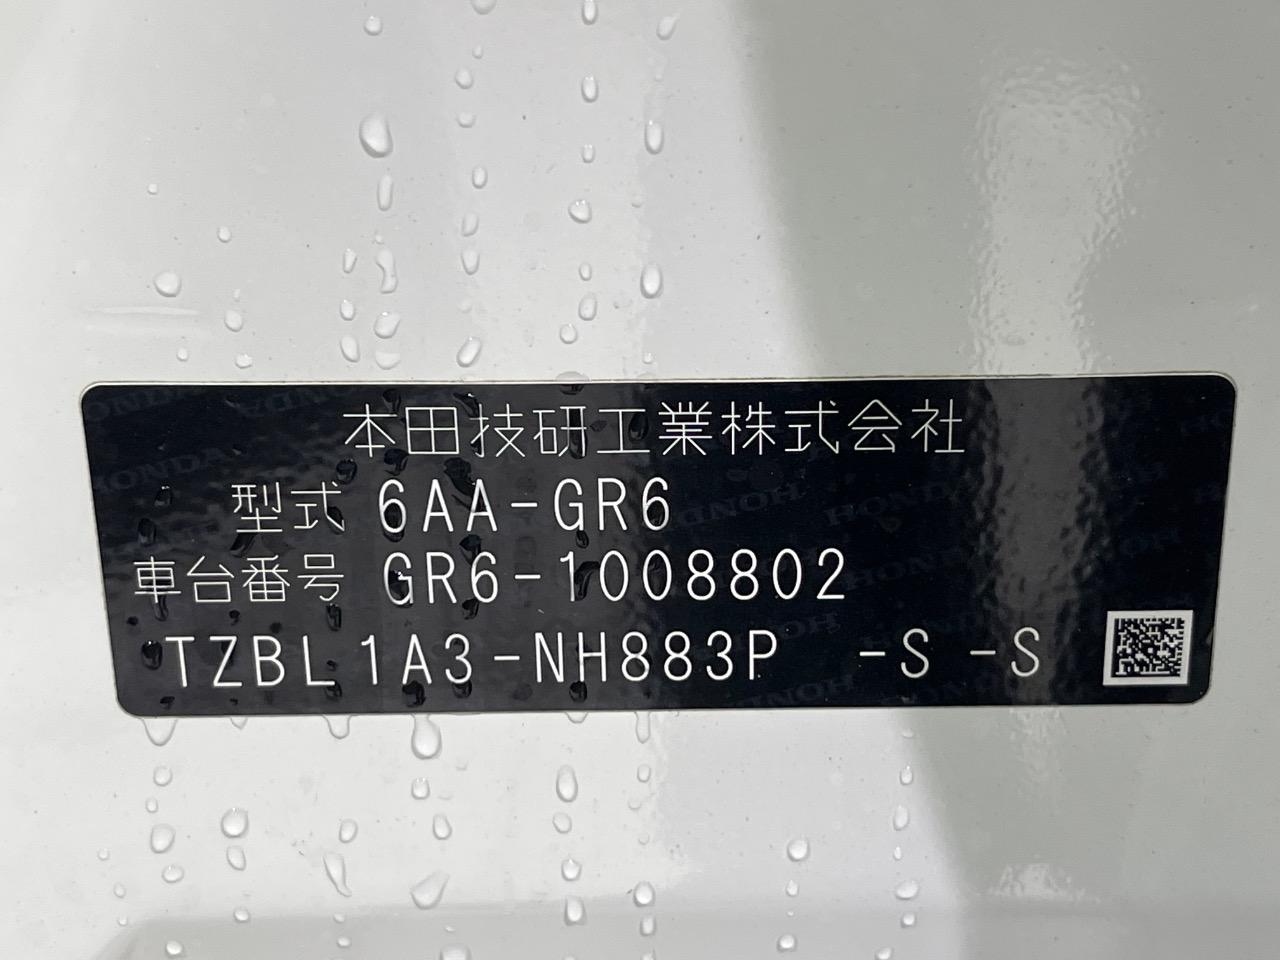 本田技研工業株式会社
型式 6AA-GR6
車台番号 GR6-1008802
TZBL1A3-NH883P -S -S